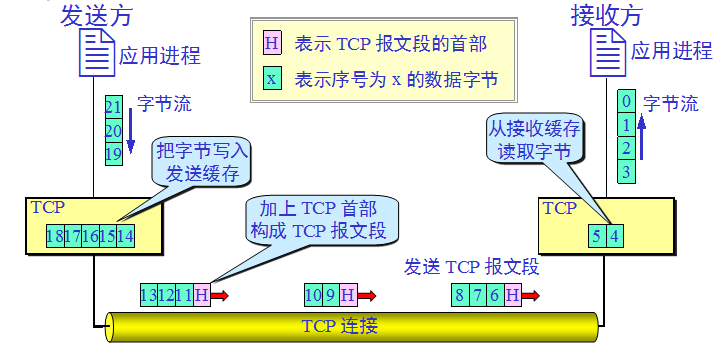 发送方
接收方
应用进程
应用进程
H 表示 TCP 报文段的首部
x 表示序号为 x 的数据字节
21
20
19
字节流
0
1
2
3
字节流
把字节写入
发送缓存
从接收缓存
读取字节
TCP
18 17 16 15 14
加上 TCP 首部
构成 TCP 报文段
TCP
5 4
发送 TCP 报文段
13 12 11 H
10 9 H
8 7 6 H
TCP 连接